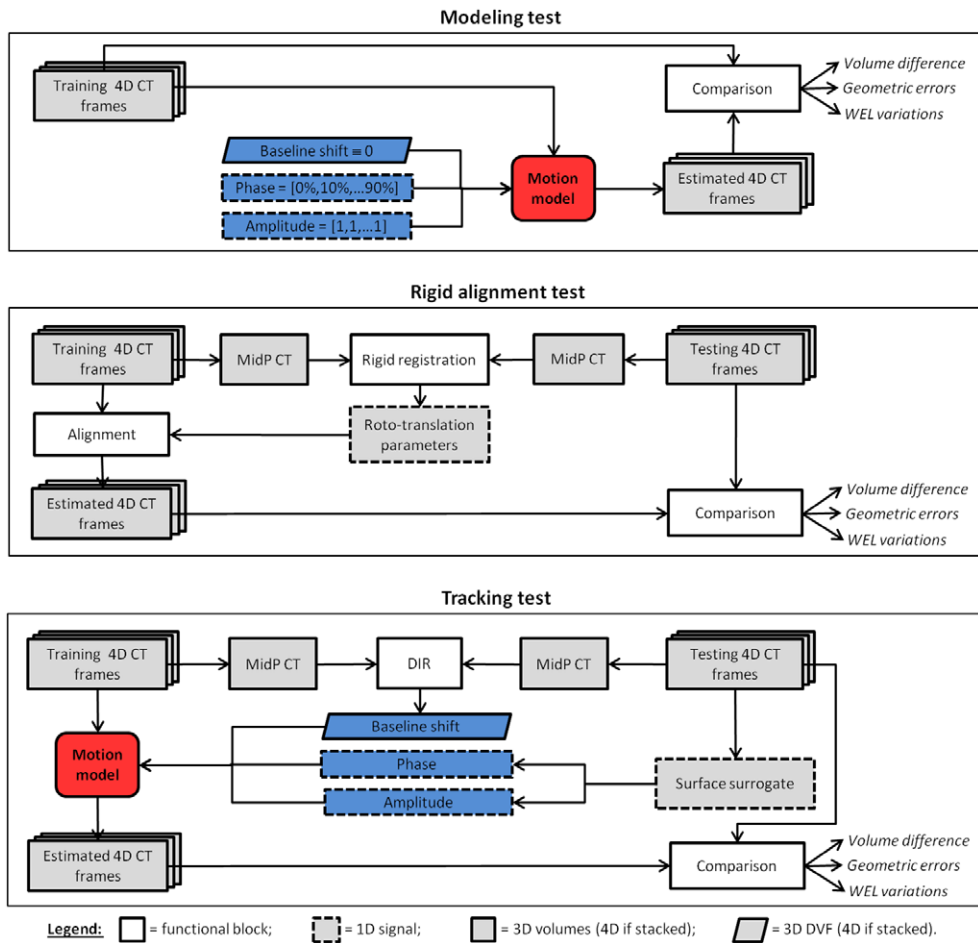 Modeling test
Training 4D CT
frames
Comparison
Volume difference
Geometric errors
WEL variations
Baseline shift ≡ 0
Phase = [0%,10%,...90%]
Amplitude = [1,1,...1]
Motion
model
Estimated 4D CT
frames
Rigid alignment test
Training 4D CT
frames
MidP CT
Rigid registration
MidP CT
Testing 4D CT
frames
Alignment
Roto-translation
parameters
Estimated 4D CT
frames
Comparison
Volume difference
Geometric errors
WEL variations
Tracking test
Training 4D CT
frames
MidP CT
DIR
MidP CT
Testing 4D CT
frames
Baseline shift
Motion
model
Phase
Amplitude
Surface surrogate
Estimated 4D CT
frames
Comparison
Volume difference
Geometric errors
WEL variations
Legend: = functional block; = 1D signal; = 3D volumes (4D if stacked); = 3D DVF (4D if stacked).